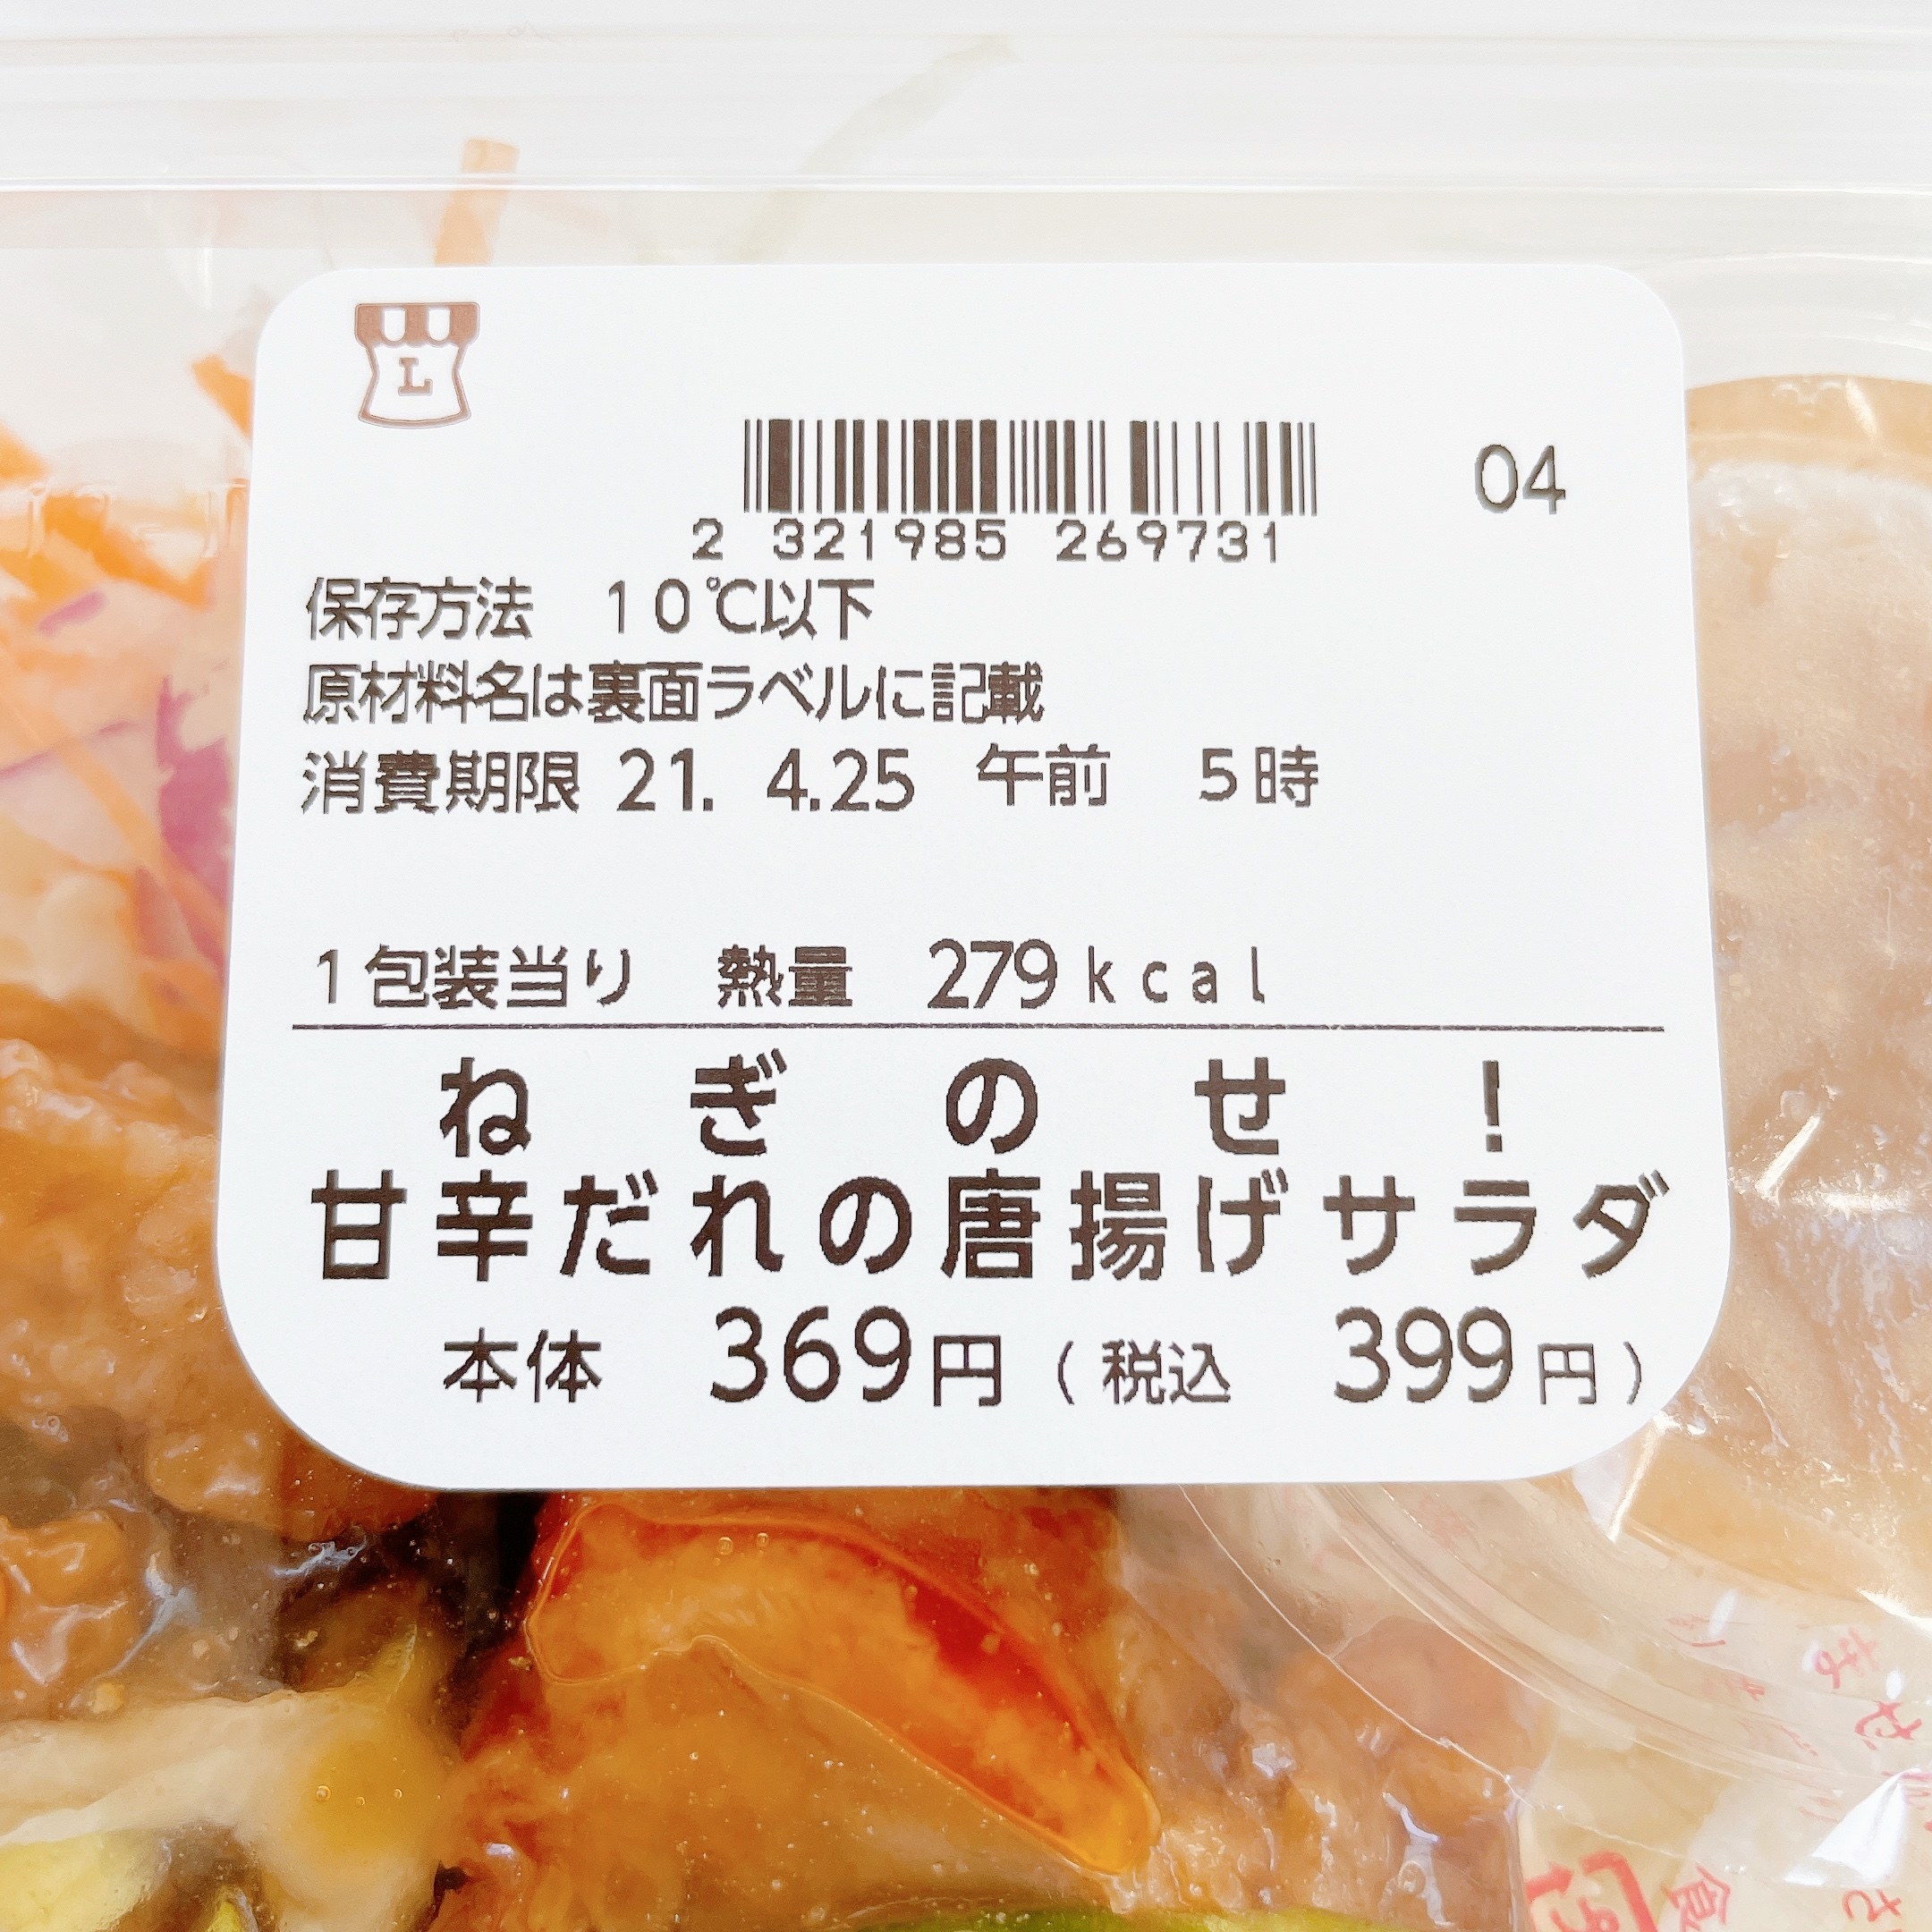 L
04
2 321985 269731
保存方法 10℃以下
原材料名は裏面ラベルに記載
消費期限 21. 4.25 午前 5時
1包装当り 熱量 279kcal
ねぎのせ!
甘辛だれの唐揚げサラダ
本体 369円(税込 399円)